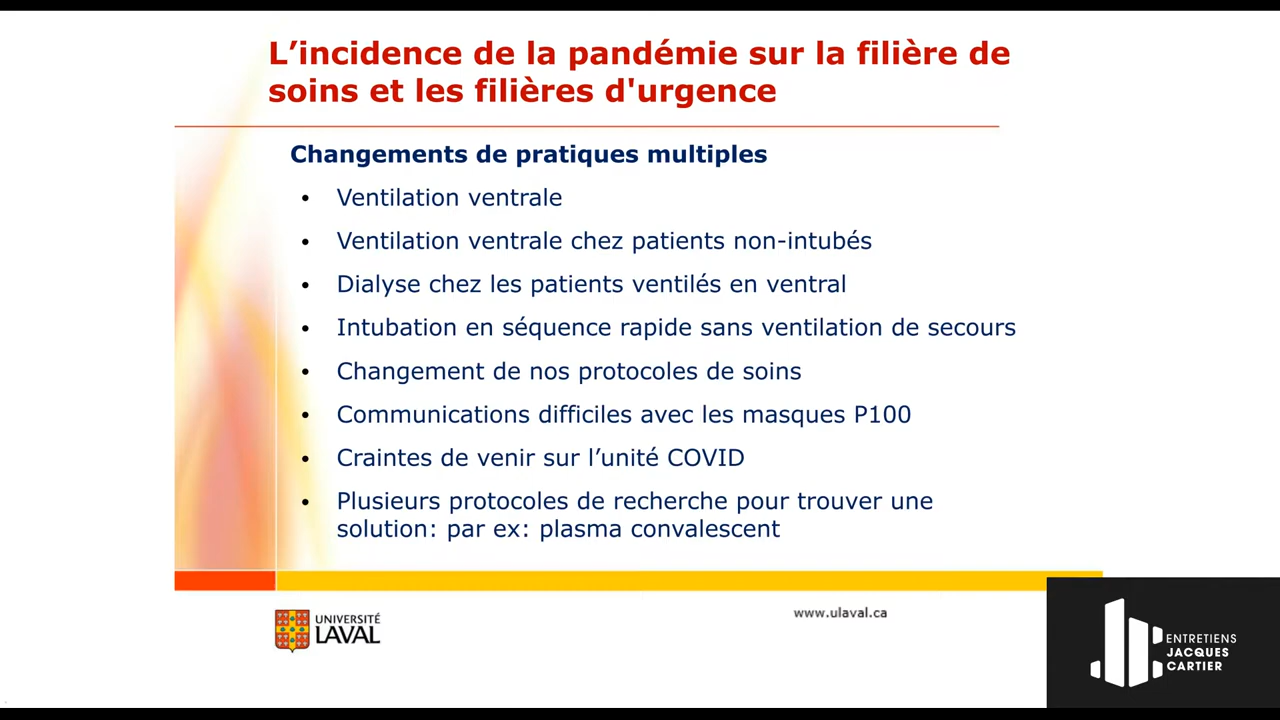 L’incidence de la pandémie sur la filière de
soins et les filières d'urgence
Changements de pratiques multiples
• Ventilation ventrale
• Ventilation ventrale chez patients non-intubés
• Dialyse chez les patients ventilés en ventral
• Intubation en séquence rapide sans ventilation de secours
• Changement de nos protocoles de soins
• Communications difficiles avec les masques P100
• Craintes de venir sur l’unité COVID
• Plusieurs protocoles de recherche pour trouver une
solution: par ex: plasma convalescent
UNIVERSITÉ
LAVAL
www.ulaval.ca
ENTRETIENS
JACQUES
CARTIER